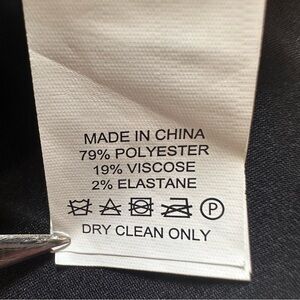 MADE IN CHINA
79% POLYESTER
19% VISCOSE
2% ELASTANE
P
DRY CLEAN ONLY